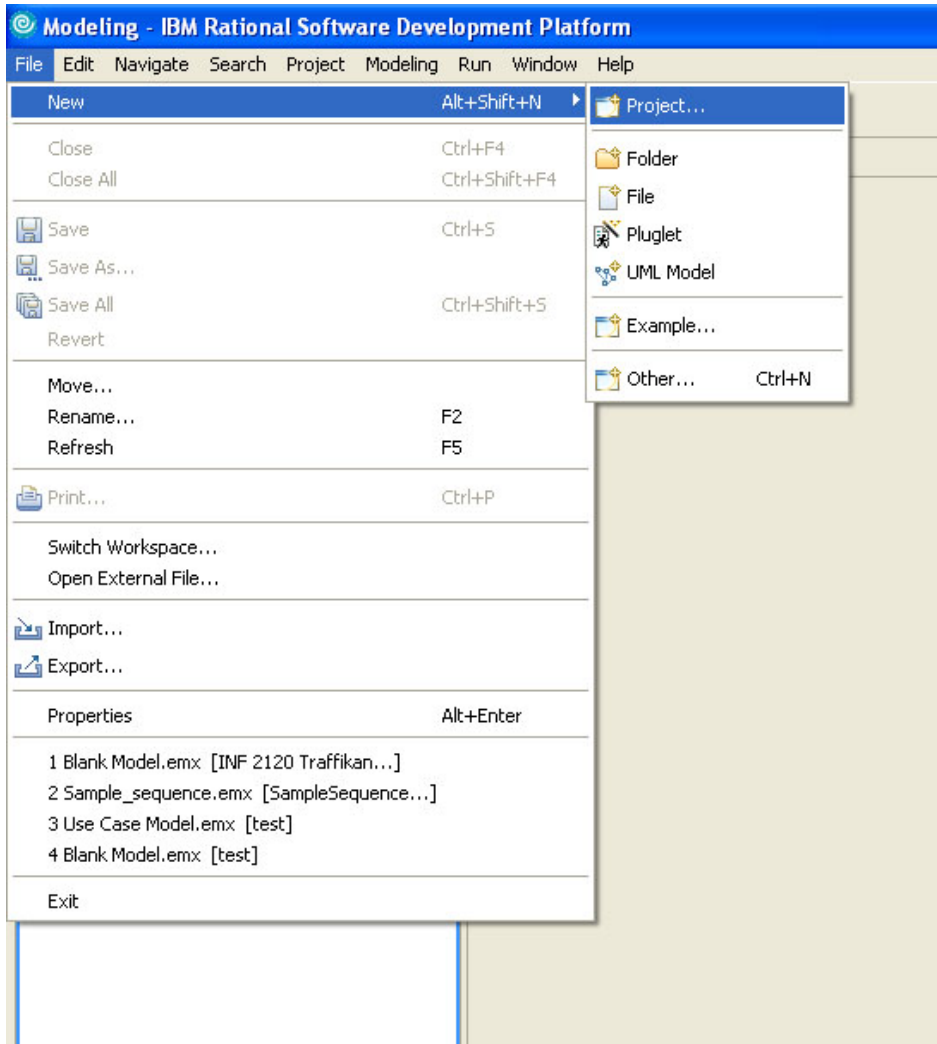 Modeling - IBM Rational Software Development Platform
File Edit Navigate Search Project Modeling Run Window Help
New Alt+Shift+N
Close Ctrl+F4
Close All Ctrl+Shift+F4
Save Ctrl+S
Save As...
Save All Ctrl+Shift+S
Revert
Move...
Rename... F2
Refresh F5
Print... Ctrl+P
Switch Workspace...
Open External File...
Import...
Export...
Properties Alt+Enter
1 Blank Model.emx [INF 2120 Traffikan...]
2 Sample_sequence.emx [SampleSequence...]
3 Use Case Model.emx [test]
4 Blank Model.emx [test]
Exit
Project...
Folder
File
Pluglet
UML Model
Example...
Other... Ctrl+N